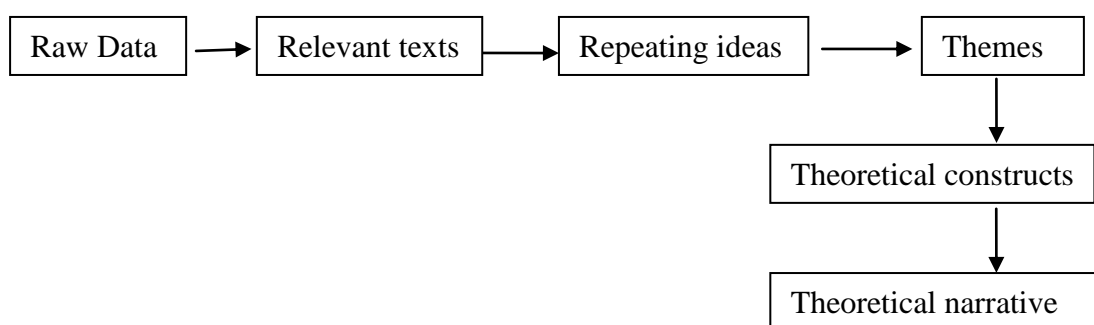 Raw Data
Relevant texts
Repeating ideas
Themes
Theoretical constructs
Theoretical narrative